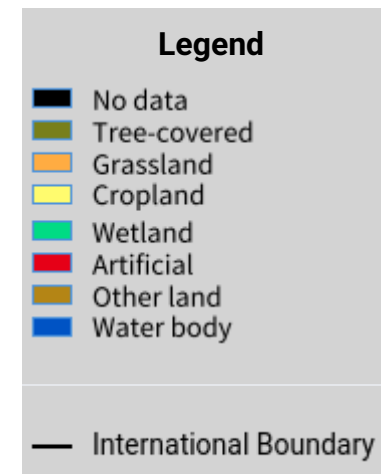 Legend
No data
Tree-covered
Grassland
Cropland
Wetland
Artificial
Other land
Water body
International Boundary